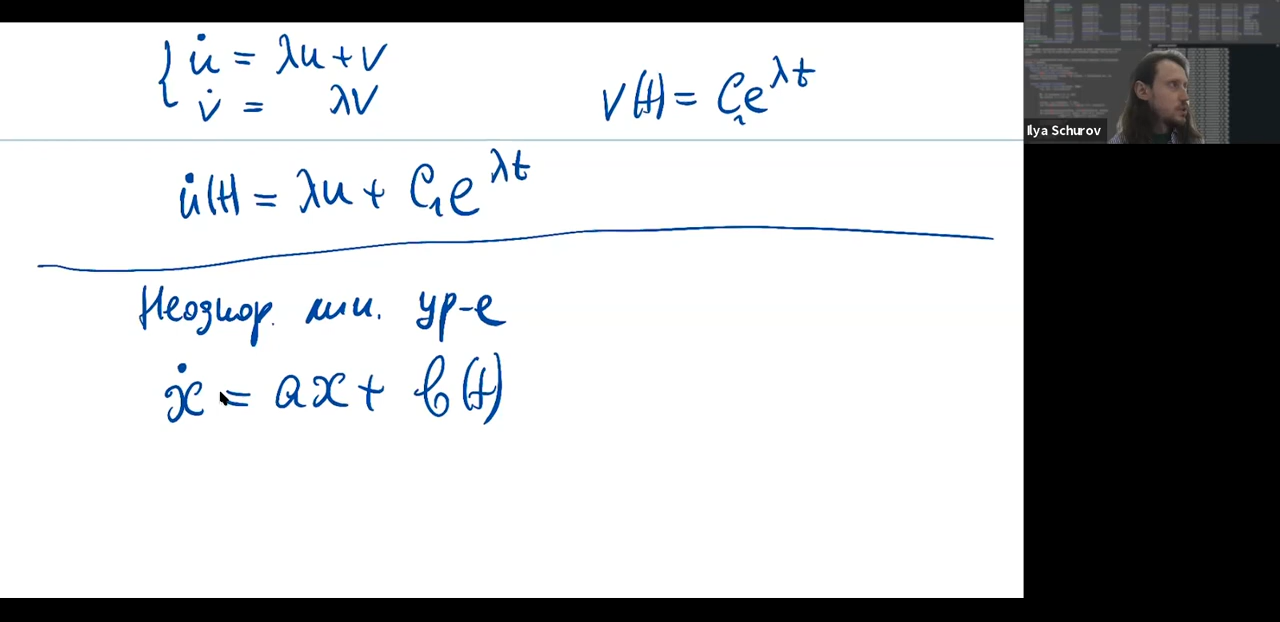 u̇ = λu + v
v̇ = λv
v(t) = C₁e^{λt}
u̇(t) = λu + C₁e^{λt}
Неоднор. лин. ур-е
ẋ = ax + b(t)
Ilya Schurov